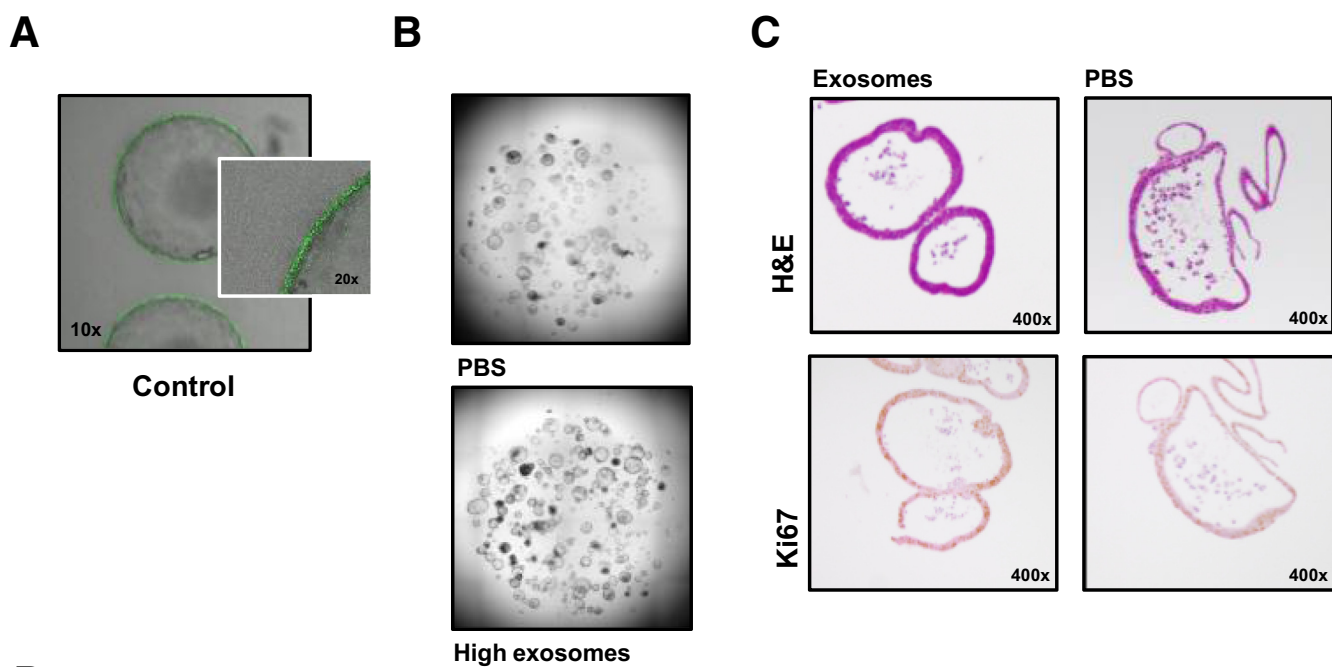 A
B
C
10x
20x
Control
PBS
High exosomes
Exosomes
PBS
H&E
400x
400x
Ki67
400x
400x